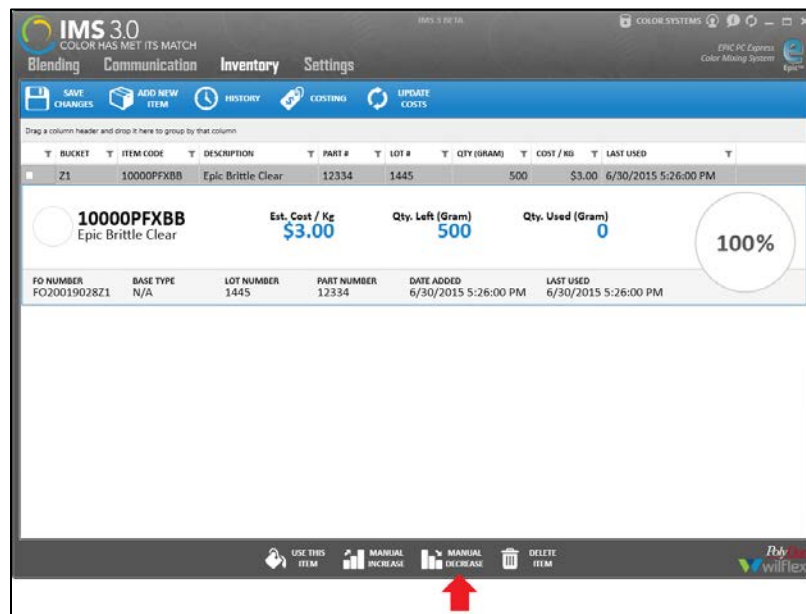 IMS 3.0
COLOR HAS MET ITS MATCH
IMS 3 BETA
COLOR SYSTEMS
EPIC PC Express
Color Mixing System
Epic™
Blending Communication Inventory Settings
SAVE CHANGES ADD NEW ITEM HISTORY COSTING UPDATE COSTS
Drag a column header and drop it here to group by that column
BUCKET ITEM CODE DESCRIPTION PART # LOT # QTY (GRAM) COST / KG LAST USED
Z1 10000PFXBB Epic Brittle Clear 12334 1445 500 $3.00 6/30/2015 5:26:00 PM
10000PFXBB
Epic Brittle Clear
Est. Cost / Kg Qty. Left (Gram) Qty. Used (Gram)
$3.00 500 0
100%
FO NUMBER BASE TYPE LOT NUMBER PART NUMBER DATE ADDED LAST USED
FO20019028Z1 N/A 1445 12334 6/30/2015 5:26:00 PM 6/30/2015 5:26:00 PM
USE THIS ITEM MANUAL INCREASE MANUAL DECREASE DELETE ITEM
wilflex